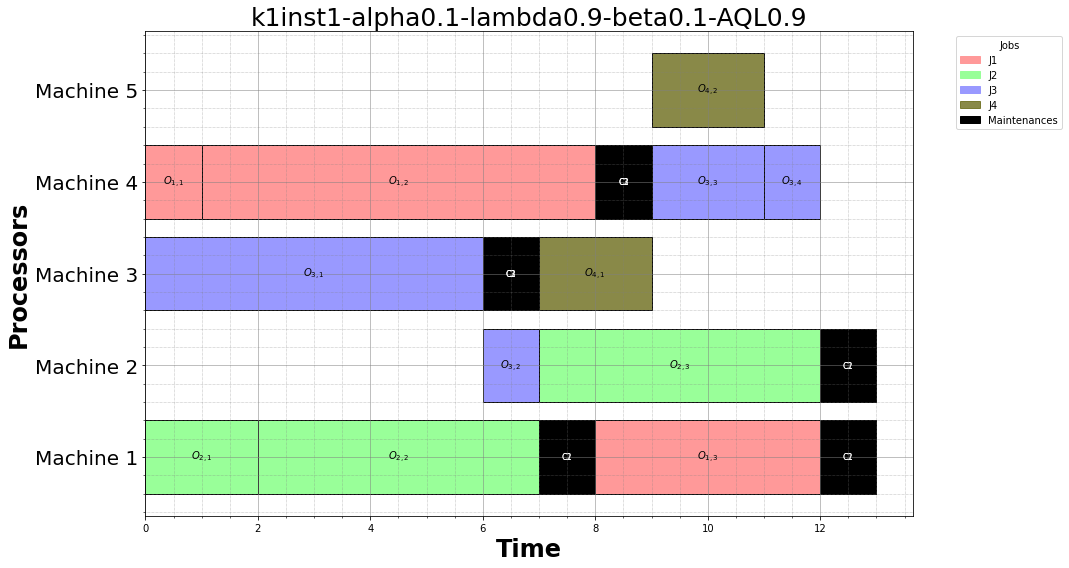 k1inst1-alpha0.1-lambda0.9-beta0.1-AQL0.9
Jobs
J1
J2
J3
J4
Maintenances
Processors
Machine 5
O4,2
Machine 4
O1,1 O1,2 O3,3 O3,4
Machine 3
O3,1 O4,1
Machine 2
O3,2 O2,3
Machine 1
O2,1 O2,2 O1,3
0 2 4 6 8 10 12
Time